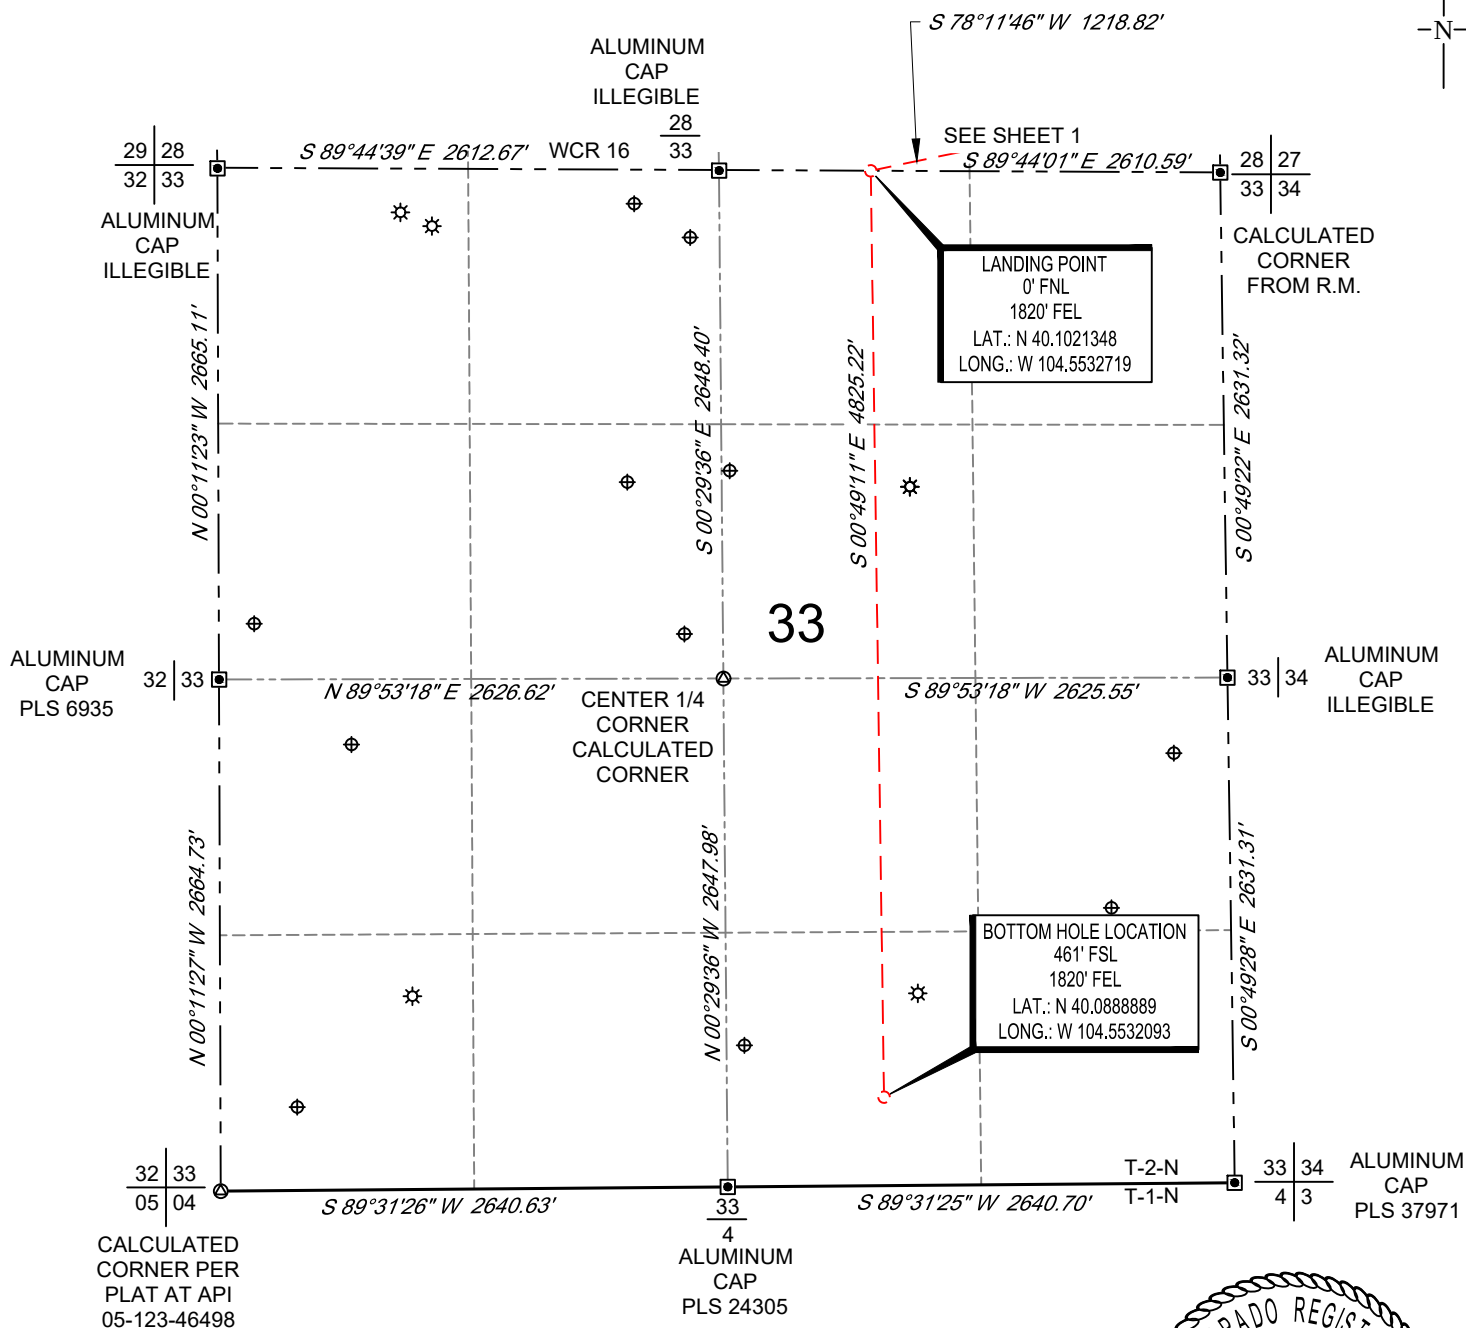 S 78°11'46" W 1218.82'
-N-
ALUMINUM
CAP
ILLEGIBLE
28
33
29 28
32 33
S 89°44'39" E 2612.67'
WCR 16
SEE SHEET 1
S 89°44'01" E 2610.59'
28 27
33 34
ALUMINUM
CAP
ILLEGIBLE
CALCULATED
CORNER
FROM R.M.
LANDING POINT
0' FNL
1820' FEL
LAT.: N 40.1021348
LONG.: W 104.5532719
N 00°11'23" W 2665.11'
S 00°29'36" E 2648.40'
S 00°49'11" E 4825.22'
S 00°49'22" E 2631.32'
33
ALUMINUM
CAP
PLS 6935
32 33
N 89°53'18" E 2626.62'
CENTER 1/4
CORNER
CALCULATED
CORNER
S 89°53'18" W 2625.55'
33 34
ALUMINUM
CAP
ILLEGIBLE
N 00°11'27" W 2664.73'
N 00°29'36" W 2647.98'
S 00°49'28" E 2631.31'
BOTTOM HOLE LOCATION
461' FSL
1820' FEL
LAT.: N 40.0888889
LONG.: W 104.5532093
32 33
05 04
S 89°31'26" W 2640.63'
33
4
S 89°31'25" W 2640.70'
T-2-N
T-1-N
33 34
4 3
ALUMINUM
CAP
PLS 37971
CALCULATED
CORNER PER
PLAT AT API
05-123-46498
ALUMINUM
CAP
PLS 24305
RADO REGIST